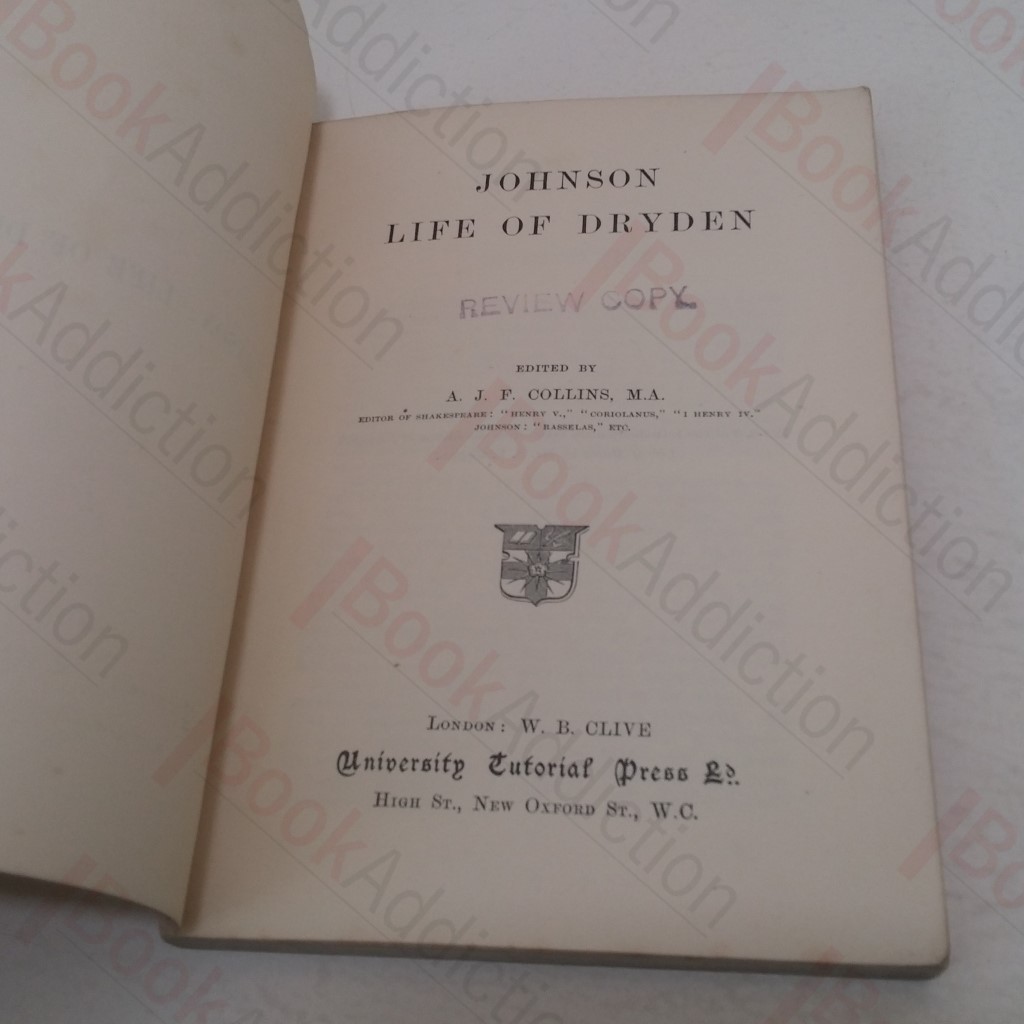 JOHNSON
LIFE OF DRYDEN
REVIEW COPY
EDITED BY
A. J. F. COLLINS, M.A.
EDITOR OF SHAKESPEARE: "HENRY V.," "CORIOLANUS," "1 HENRY IV."
JOHNSON: "RASSELAS," ETC.
LONDON: W. B. CLIVE
University Tutorial Press Ld.
HIGH ST., NEW OXFORD ST., W.C.
BookAddiction